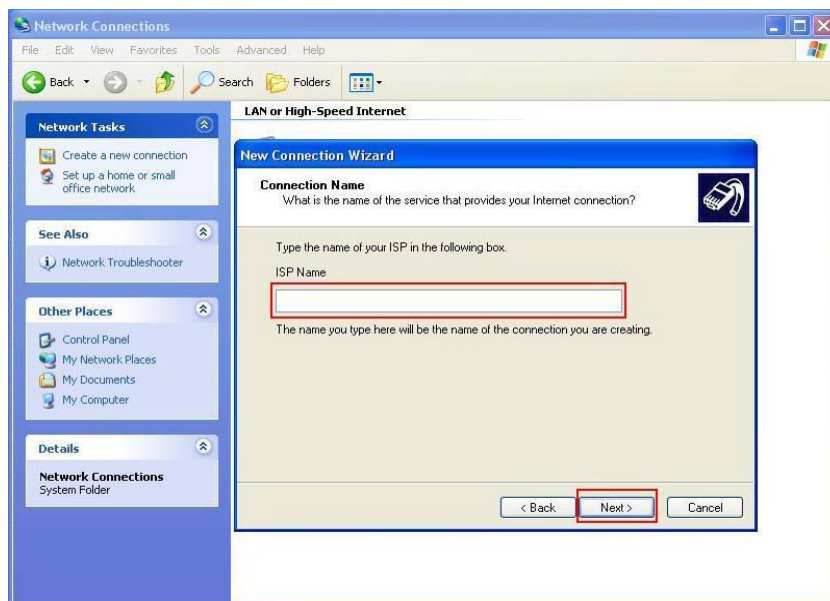 Network Connections
File Edit View Favorites Tools Advanced Help
Back Search Folders
LAN or High-Speed Internet
Network Tasks
Create a new connection
Set up a home or small
office network
See Also
Network Troubleshooter
Other Places
Control Panel
My Network Places
My Documents
My Computer
Details
Network Connections
System Folder
New Connection Wizard
Connection Name
What is the name of the service that provides your Internet connection?
Type the name of your ISP in the following box.
ISP Name
The name you type here will be the name of the connection you are creating.
< Back Next > Cancel